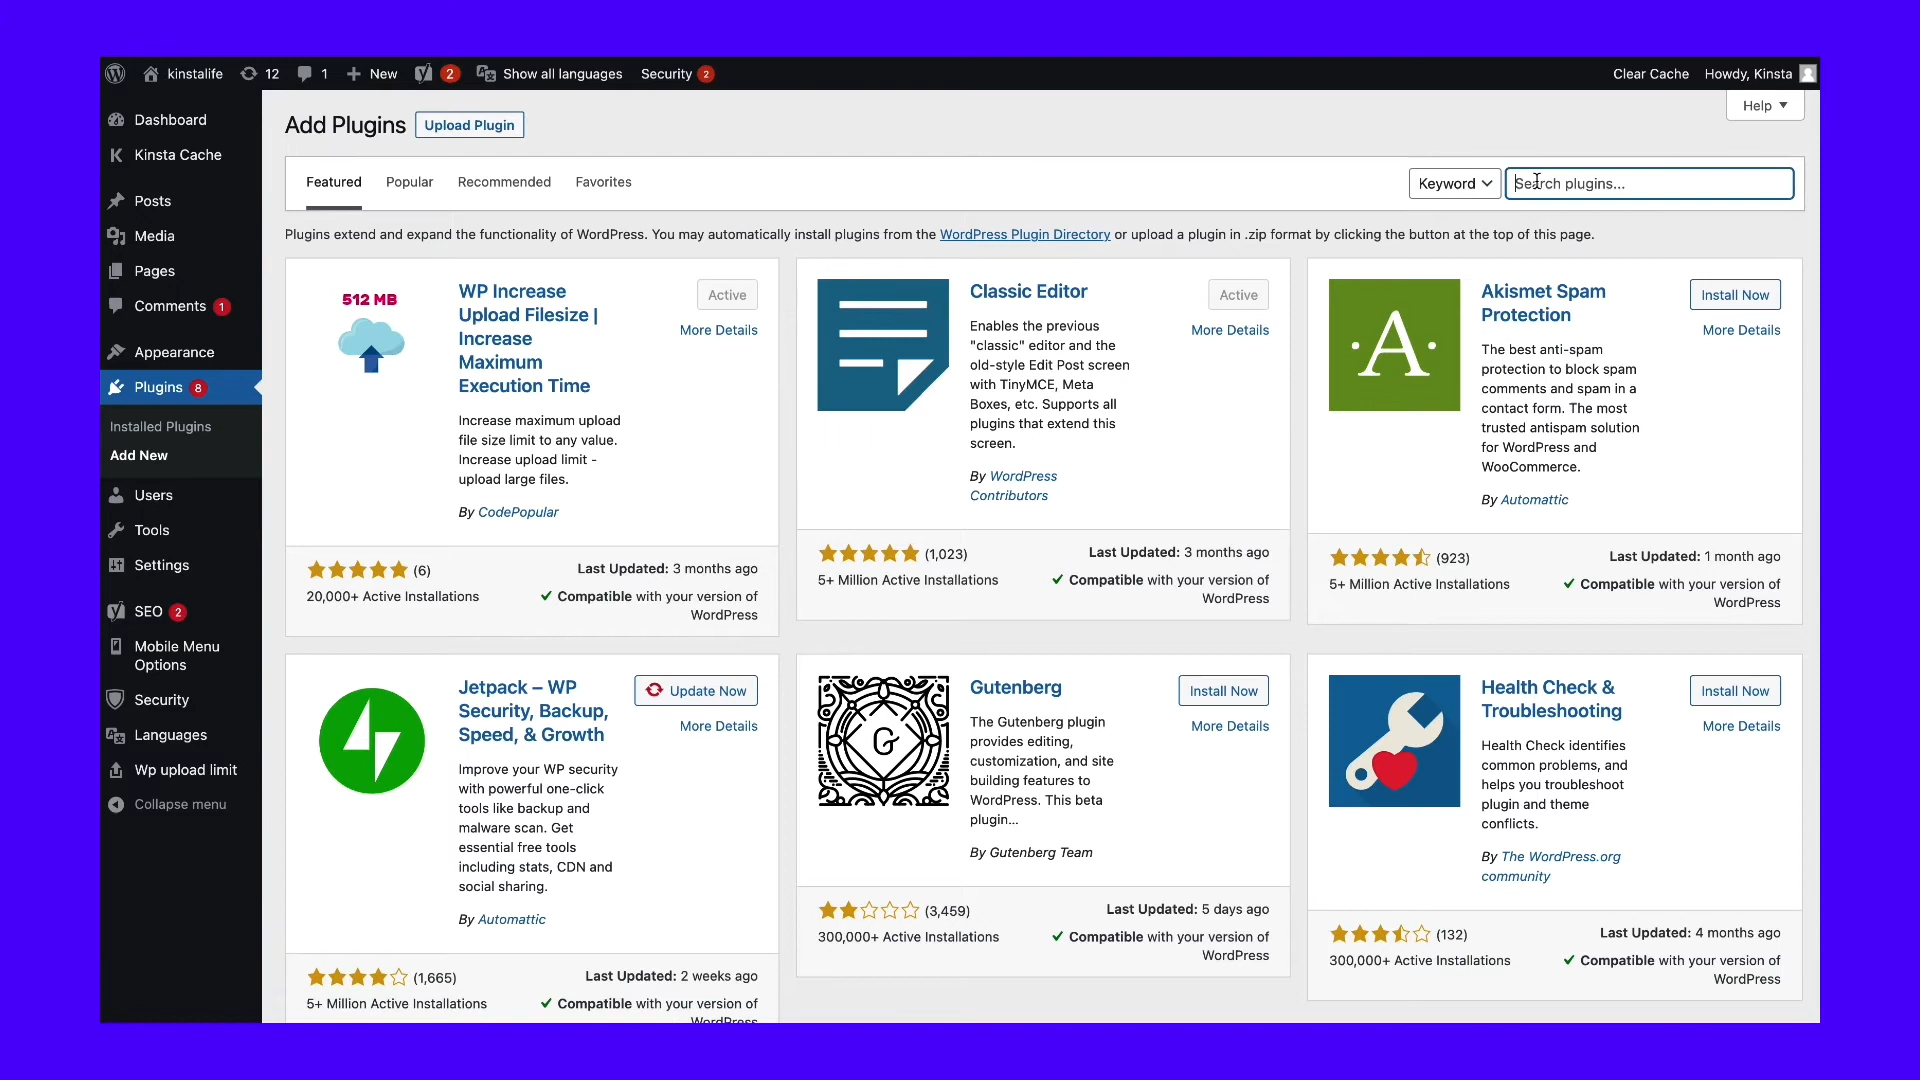 kinstalife
12
1
New
2
Show all languages
Security 2
Clear Cache
Howdy, Kinsta
Dashboard
Kinsta Cache
Posts
Media
Pages
Comments 1
Appearance
Plugins 8
Installed Plugins
Add New
Users
Tools
Settings
SEO 2
Mobile Menu
Options
Security
Languages
Wp upload limit
Collapse menu
Help
Add Plugins
Upload Plugin
Featured
Popular
Recommended
Favorites
Keyword
Search plugins...
Plugins extend and expand the functionality of WordPress. You may automatically install plugins from the WordPress Plugin Directory or upload a plugin in .zip format by clicking the button at the top of this page.
512 MB
WP Increase
Upload Filesize |
Increase
Maximum
Execution Time
Active
More Details
Increase maximum upload
file size limit to any value.
Increase upload limit -
upload large files.
By CodePopular
(6)
20,000+ Active Installations
Last Updated: 3 months ago
Compatible with your version of
WordPress
Classic Editor
Active
More Details
Enables the previous
"classic" editor and the
old-style Edit Post screen
with TinyMCE, Meta
Boxes, etc. Supports all
plugins that extend this
screen.
By WordPress
Contributors
(1,023)
5+ Million Active Installations
Last Updated: 3 months ago
Compatible with your version of
WordPress
·A·
Akismet Spam
Protection
Install Now
More Details
The best anti-spam
protection to block spam
comments and spam in a
contact form. The most
trusted antispam solution
for WordPress and
WooCommerce.
By Automattic
(923)
5+ Million Active Installations
Last Updated: 1 month ago
Compatible with your version of
WordPress
Jetpack – WP
Security, Backup,
Speed, & Growth
Update Now
More Details
Improve your WP security
with powerful one-click
tools like backup and
malware scan. Get
essential free tools
including stats, CDN and
social sharing.
By Automattic
(1,665)
5+ Million Active Installations
Last Updated: 2 weeks ago
Compatible with your version of
WordPress
G
Gutenberg
Install Now
More Details
The Gutenberg plugin
provides editing,
customization, and site
building features to
WordPress. This beta
plugin...
By Gutenberg Team
(3,459)
300,000+ Active Installations
Last Updated: 5 days ago
Compatible with your version of
WordPress
Health Check &
Troubleshooting
Install Now
More Details
Health Check identifies
common problems, and
helps you troubleshoot
plugin and theme
conflicts.
By The WordPress.org
community
(132)
300,000+ Active Installations
Last Updated: 4 months ago
Compatible with your version of
WordPress